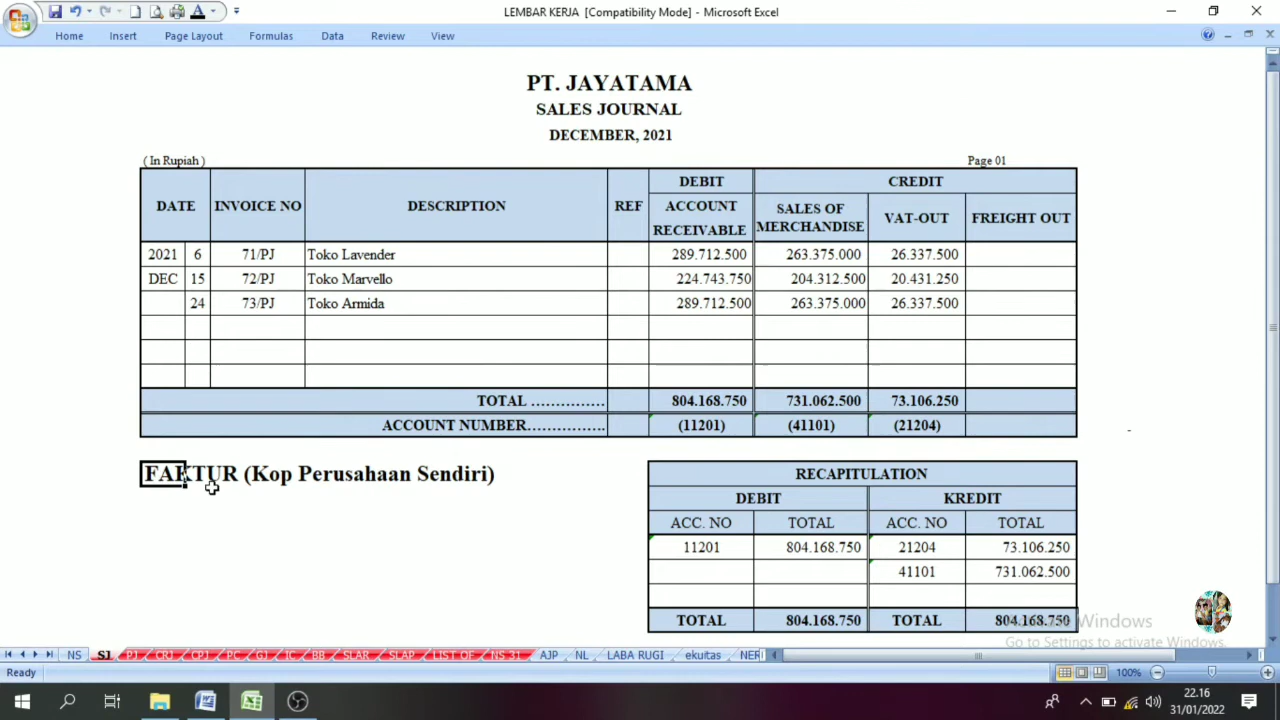 LEMBAR KERJA [Compatibility Mode] - Microsoft Excel
Home Insert Page Layout Formulas Data Review View
PT. JAYATAMA
SALES JOURNAL
DECEMBER, 2021
( In Rupiah ) Page 01
DATE INVOICE NO DESCRIPTION REF DEBIT CREDIT
ACCOUNT RECEIVABLE SALES OF MERCHANDISE VAT-OUT FREIGHT OUT
2021 6 71/PJ Toko Lavender 289.712.500 263.375.000 26.337.500
DEC 15 72/PJ Toko Marvello 224.743.750 204.312.500 20.431.250
24 73/PJ Toko Armida 289.712.500 263.375.000 26.337.500
TOTAL ............... 804.168.750 731.062.500 73.106.250
ACCOUNT NUMBER............... (11201) (41101) (21204)
FAKTUR (Kop Perusahaan Sendiri)
RECAPITULATION
DEBIT KREDIT
ACC. NO TOTAL ACC. NO TOTAL
11201 804.168.750 21204 73.106.250
41101 731.062.500
TOTAL 804.168.750 TOTAL 804.168.750
Activate Windows
Go to Settings to activate Windows.
NS SJ PJ CRJ CPJ PC GJ IC BB SLAR SLAP LIST OF NS 31 AJP NL LABA RUGI ekuitas NER
Ready 100%
22.16
31/01/2022